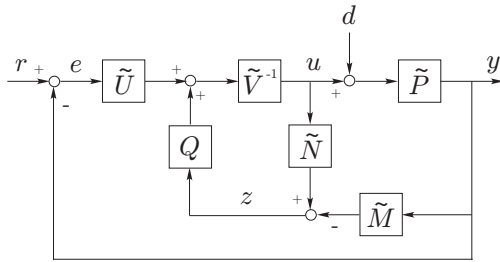 d
r + e Ũ + + Ṽ⁻¹ u + P̃ y
-
Q Ñ
z + - M̃